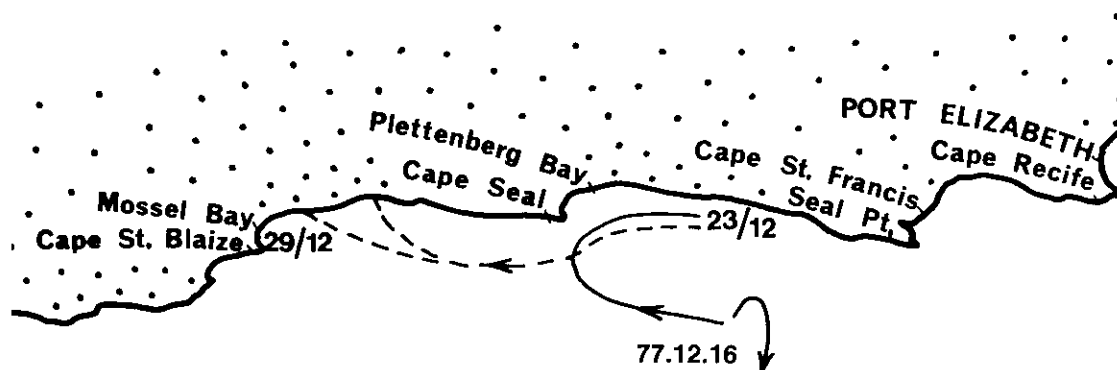 PORT ELIZABETH
Cape Recife
Plettenberg Bay
Cape Seal
Cape St. Francis
Seal Pt.
Mossel Bay
Cape St. Blaize
29/12
23/12
77.12.16